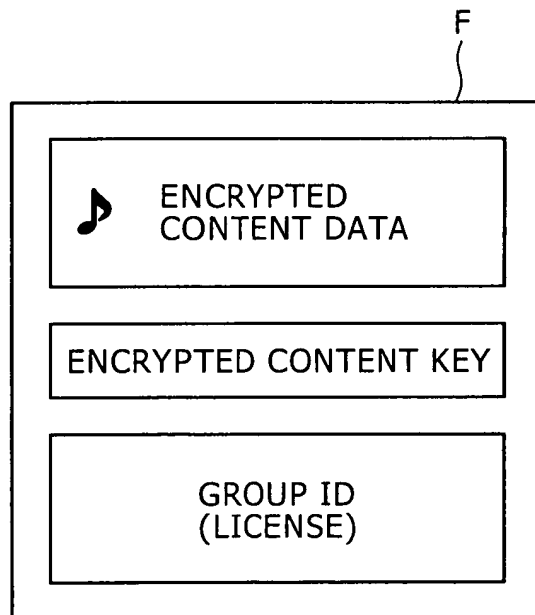 F
ENCRYPTED
CONTENT DATA
ENCRYPTED CONTENT KEY
GROUP ID
(LICENSE)